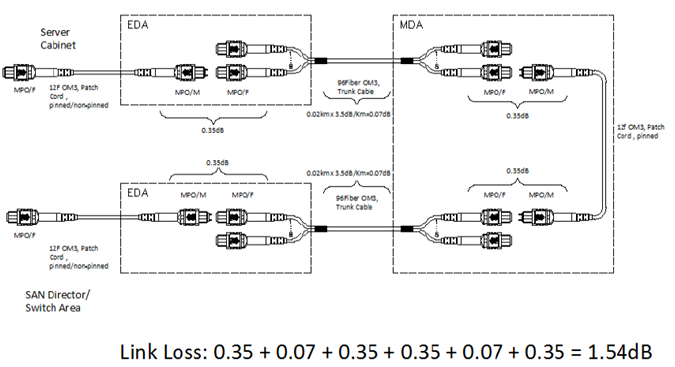 Server
Cabinet
EDA
MDA
MPO/F
12F OM3, Patch
Cord ,
pinned/non-pinned
MPO/M
MPO/F
0.35dB
96Fiber OM3,
Trunk Cable
0.02km x 3.5dB/Km=0.07dB
MPO/F
MPO/M
0.35dB
12f OM3, Patch
Cord , pinned
0.35dB
MPO/M
MPO/F
EDA
0.02km x 3.5dB/Km=0.07dB
96Fiber OM3,
Trunk Cable
0.35dB
MPO/F
MPO/M
MPO/F
12F OM3, Patch
Cord ,
pinned/non-pinned
SAN Director/
Switch Area
Link Loss: 0.35 + 0.07 + 0.35 + 0.35 + 0.07 + 0.35 = 1.54dB